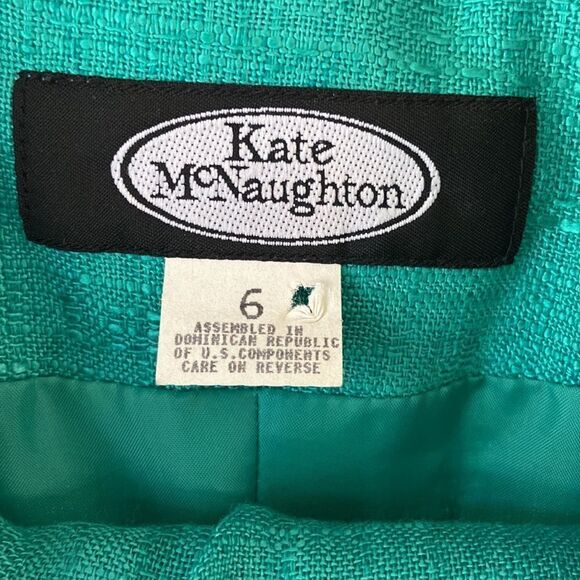 Kate
McNaughton
6
ASSEMBLED IN
DOMINICAN REPUBLIC
OF U.S.COMPONENTS
CARE ON REVERSE